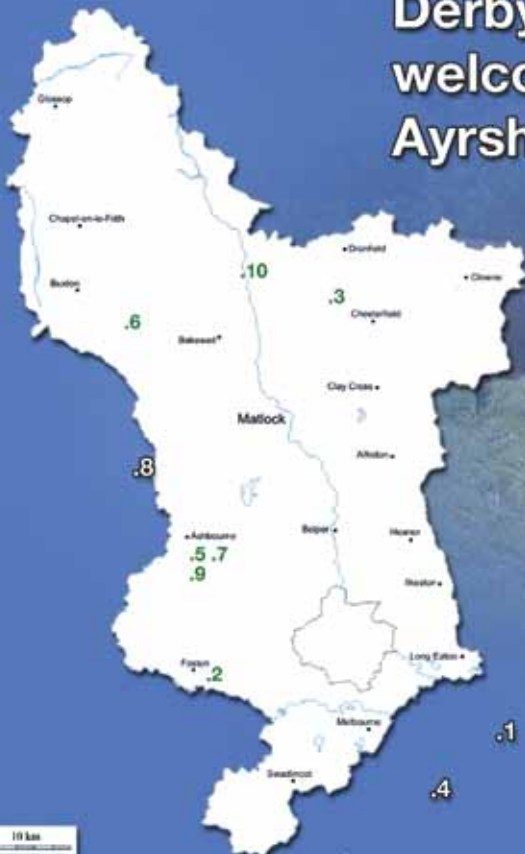 Derby
welco
Ayrsh
Glossop
Chapel-en-le-Frith
Dronfield
.10
Clowne
Buxton
.3
Chesterfield
.6
Bakewell
Clay Cross
Matlock
Alfreton
.8
Belper
Heanor
Ashbourne
.5 .7
.9
Ilkeston
Long Eaton
Foston
.2
Melbourne
.1
Swadlincote
.4
10 km